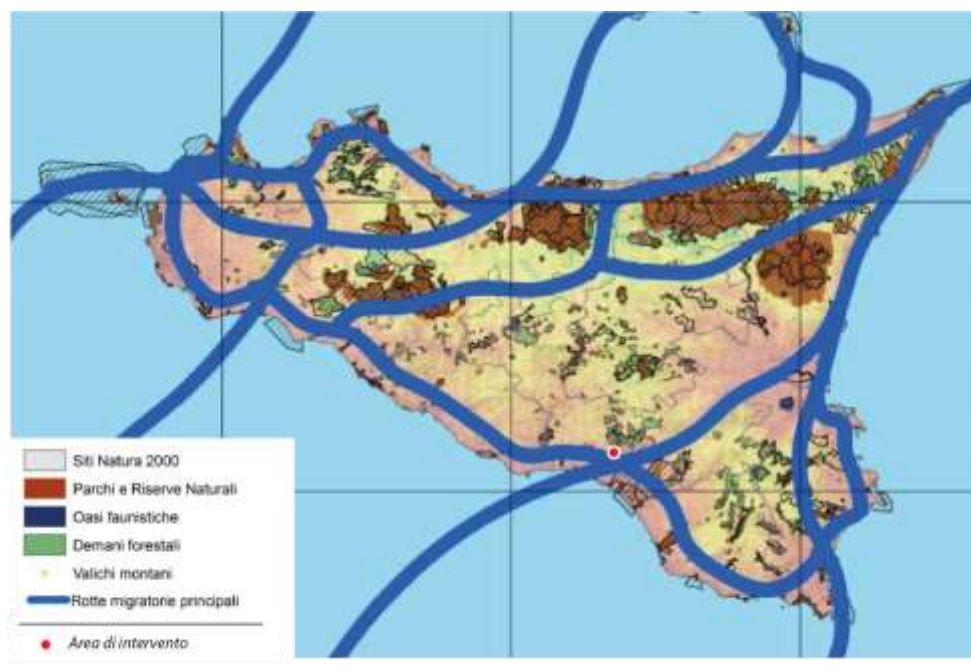 Siti Natura 2000
Parchi e Riserve Naturali
Oasi faunistiche
Demani forestali
Valichi montani
Rotte migratorie principali
Area di intervento